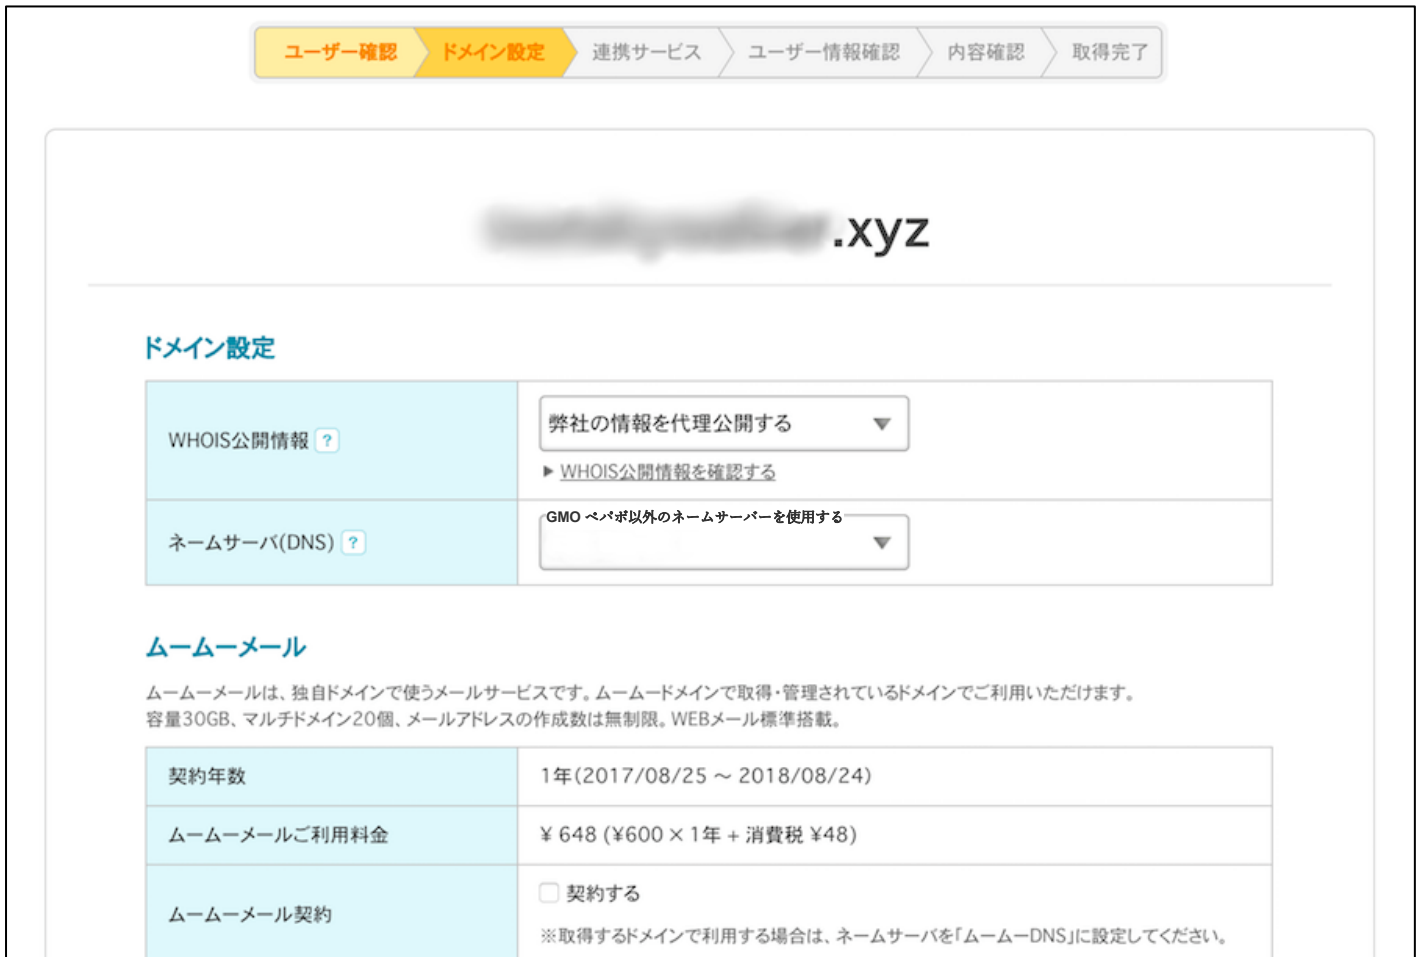 ユーザー確認 ドメイン設定 連携サービス ユーザー情報確認 内容確認 取得完了
.xyz
ドメイン設定
WHOIS公開情報 ?
弊社の情報を代理公開する ▼
▶ WHOIS公開情報を確認する
ネームサーバ(DNS) ?
GMO ペパボ以外のネームサーバーを使用する ▼
ムームーメール
ムームーメールは、独自ドメインで使うメールサービスです。ムームードメインで取得・管理されているドメインでご利用いただけます。
容量30GB、マルチドメイン20個、メールアドレスの作成数は無制限。WEBメール標準搭載。
契約年数
1年(2017/08/25 ～ 2018/08/24)
ムームーメールご利用料金
¥ 648 (¥600 × 1年 + 消費税 ¥48)
ムームーメール契約
契約する
※取得するドメインで利用する場合は、ネームサーバを「ムームーDNS」に設定してください。